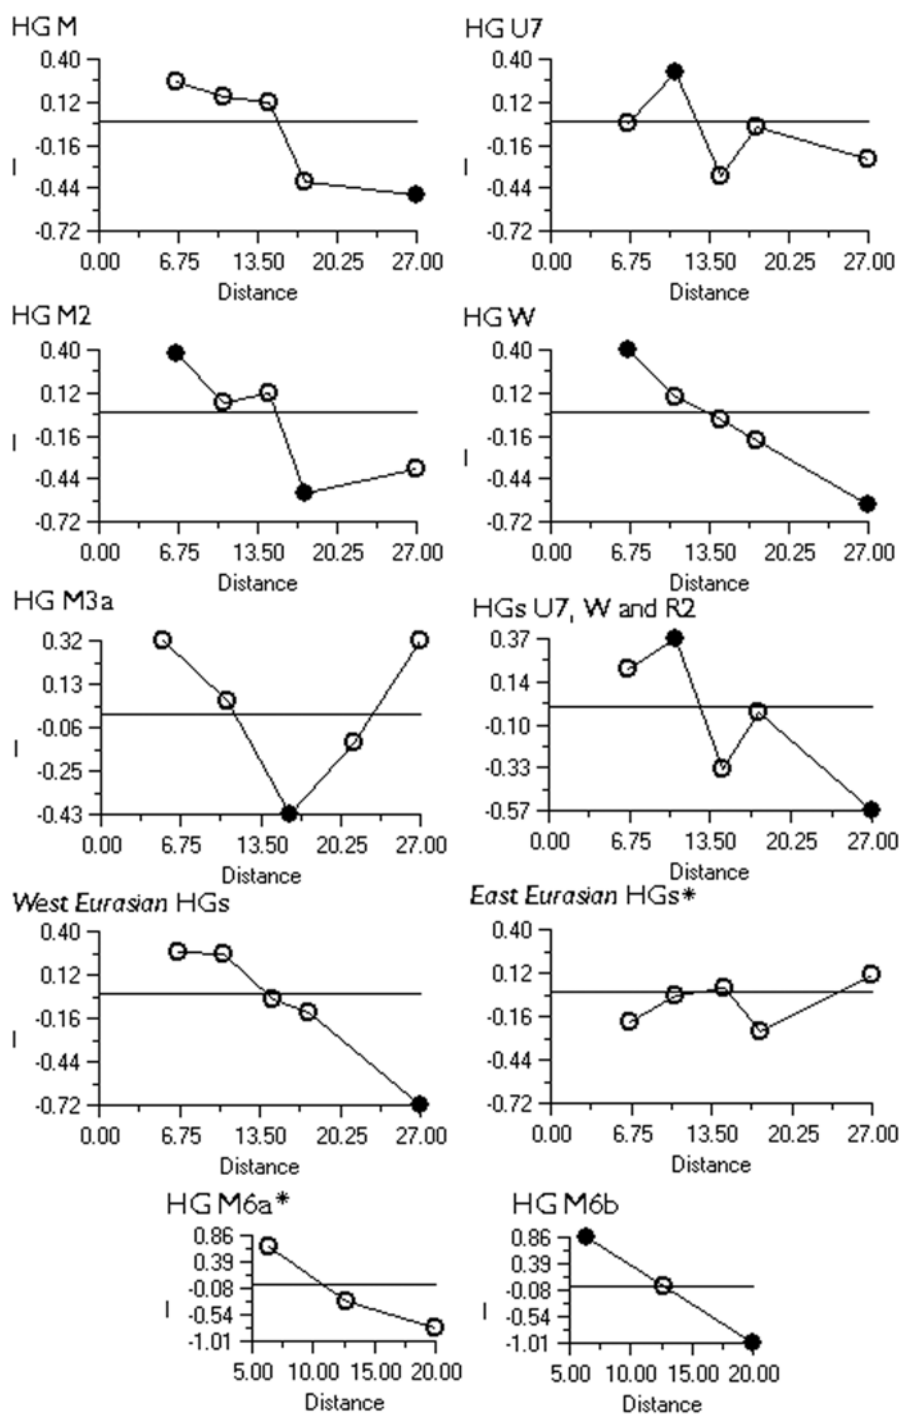 HG M
0.40
0.12
-0.16
-0.44
-0.72
I
0.00 6.75 13.50 20.25 27.00
Distance
HG U7
0.40
0.12
-0.16
-0.44
-0.72
I
0.00 6.75 13.50 20.25 27.00
Distance
HG M2
0.40
0.12
-0.16
-0.44
-0.72
I
0.00 6.75 13.50 20.25 27.00
Distance
HG W
0.40
0.12
-0.16
-0.44
-0.72
I
0.00 6.75 13.50 20.25 27.00
Distance
HG M3a
0.32
0.13
-0.06
-0.25
-0.43
I
0.00 6.75 13.50 20.25 27.00
Distance
HGs U7, W and R2
0.37
0.14
-0.10
-0.33
-0.57
0.00 6.75 13.50 20.25 27.00
Distance
West Eurasian HGs
0.40
0.12
-0.16
-0.44
-0.72
I
0.00 6.75 13.50 20.25 27.00
Distance
East Eurasian HGs*
0.40
0.12
-0.16
-0.44
-0.72
0.00 6.75 13.50 20.25 27.00
Distance
HG M6a*
0.86
0.39
-0.08
-0.54
-1.01
I
5.00 10.00 15.00 20.00
Distance
HG M6b
0.86
0.39
-0.08
-0.54
-1.01
I
5.00 10.00 15.00 20.00
Distance